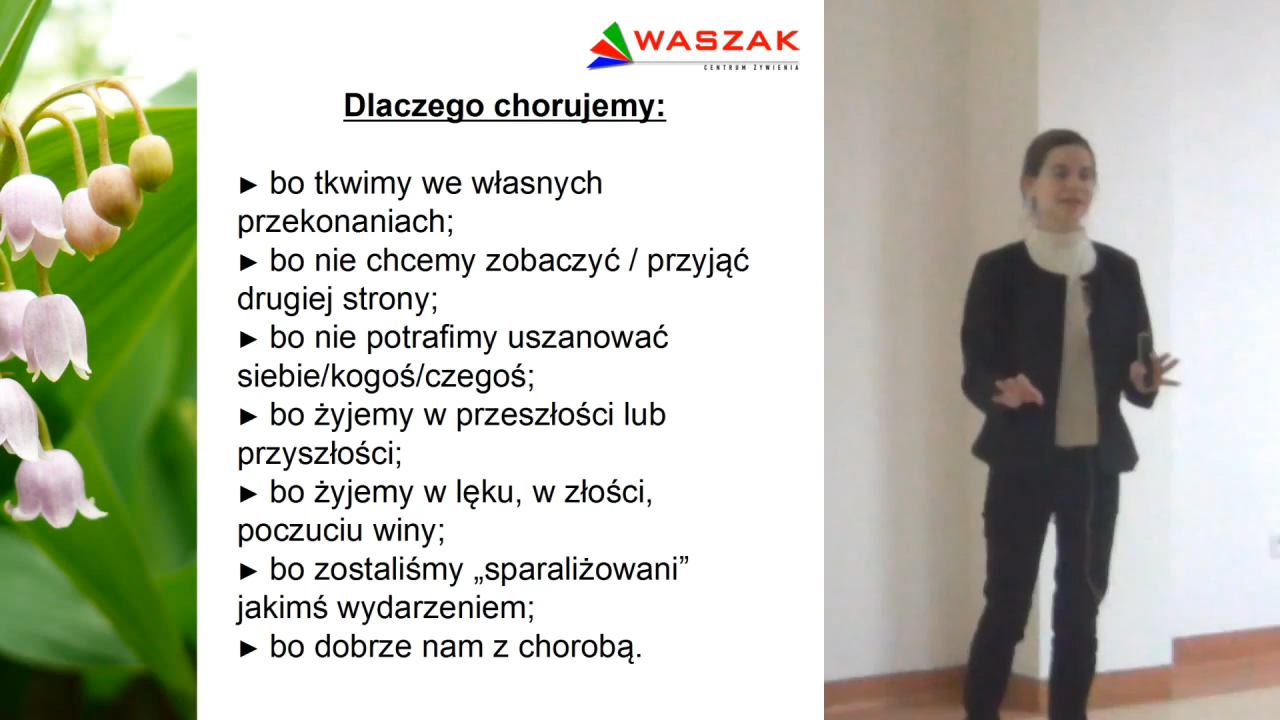 WASZAK
CENTRUM ŻYWIENIA
Dlaczego chorujemy:
► bo tkwimy we własnych
przekonaniach;
► bo nie chcemy zobaczyć / przyjąć
drugiej strony;
► bo nie potrafimy uszanować
siebie/kogoś/czegoś;
► bo żyjemy w przeszłości lub
przyszłości;
► bo żyjemy w lęku, w złości,
poczuciu winy;
► bo zostaliśmy „sparaliżowani”
jakimś wydarzeniem;
► bo dobrze nam z chorobą.